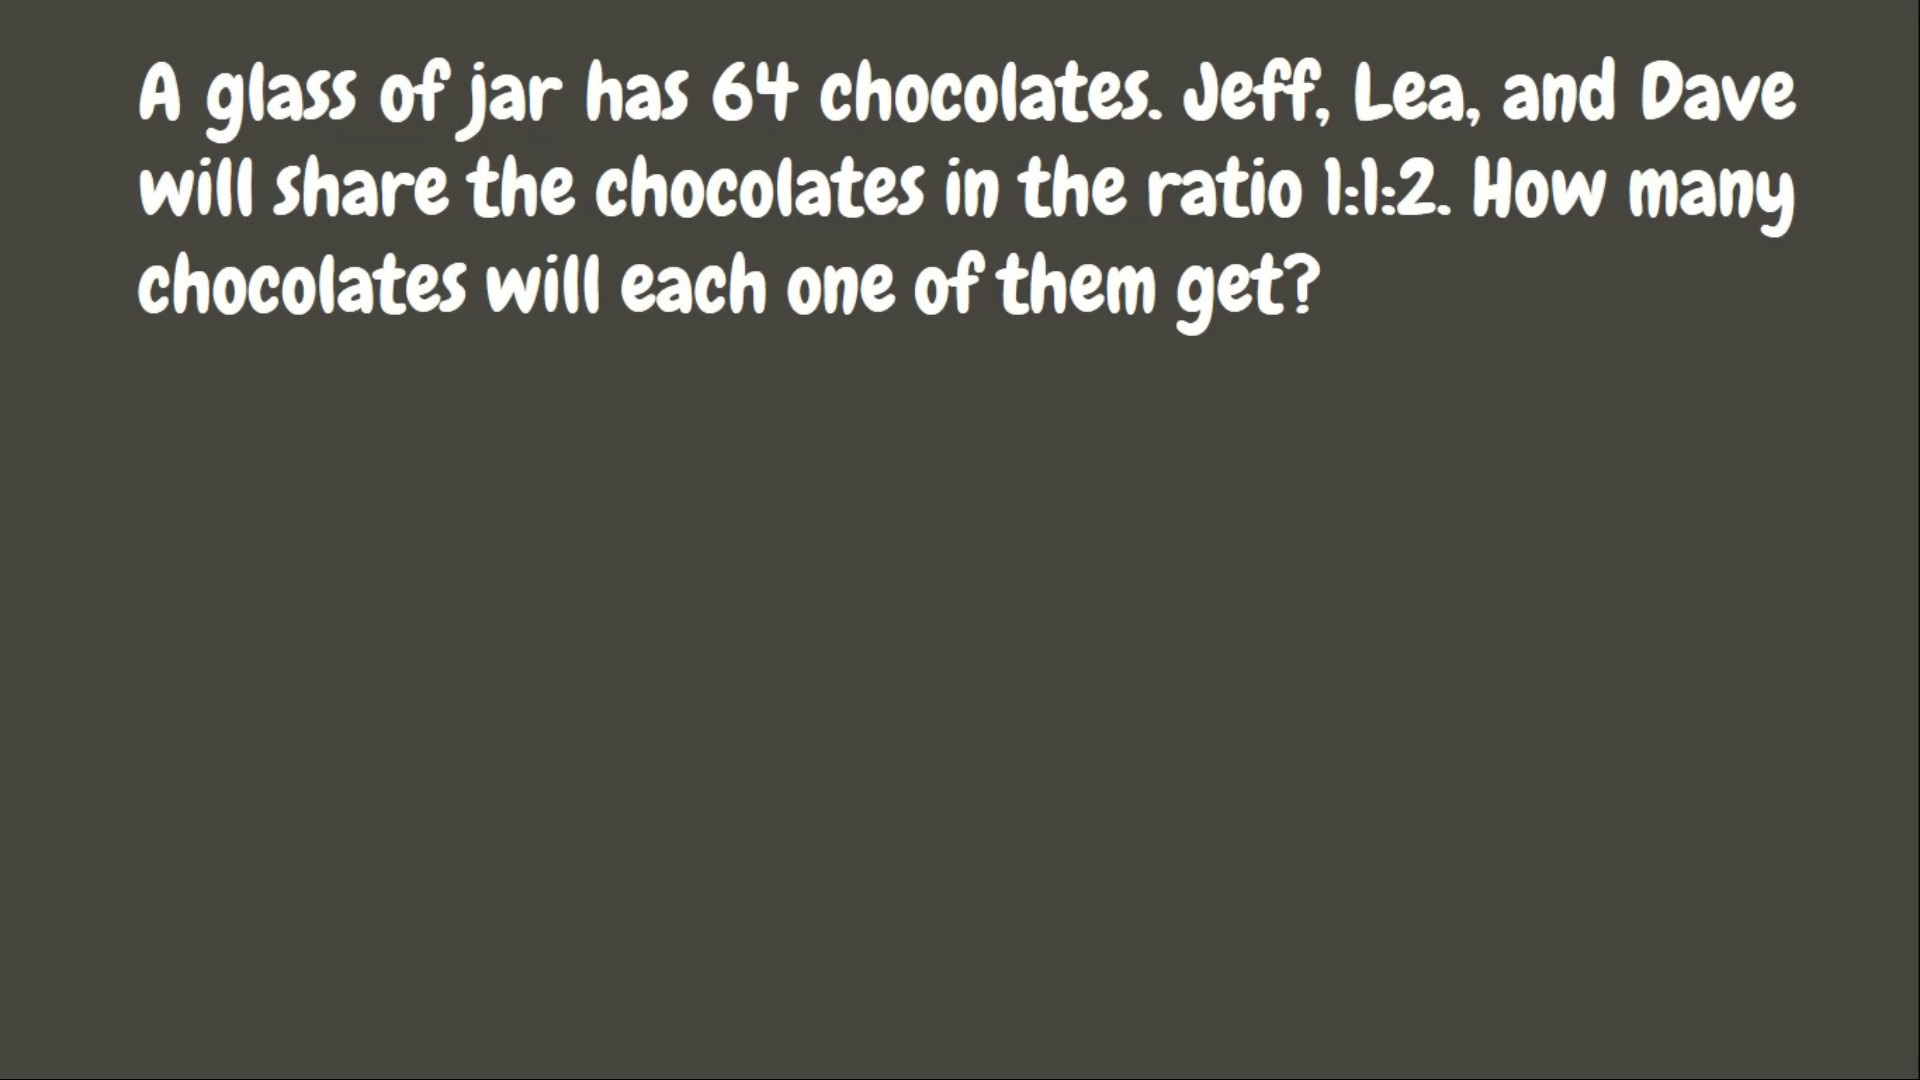 A glass of jar has 64 chocolates. Jeff, Lea, and Dave
will share the chocolates in the ratio 1:1:2. How many
chocolates will each one of them get?